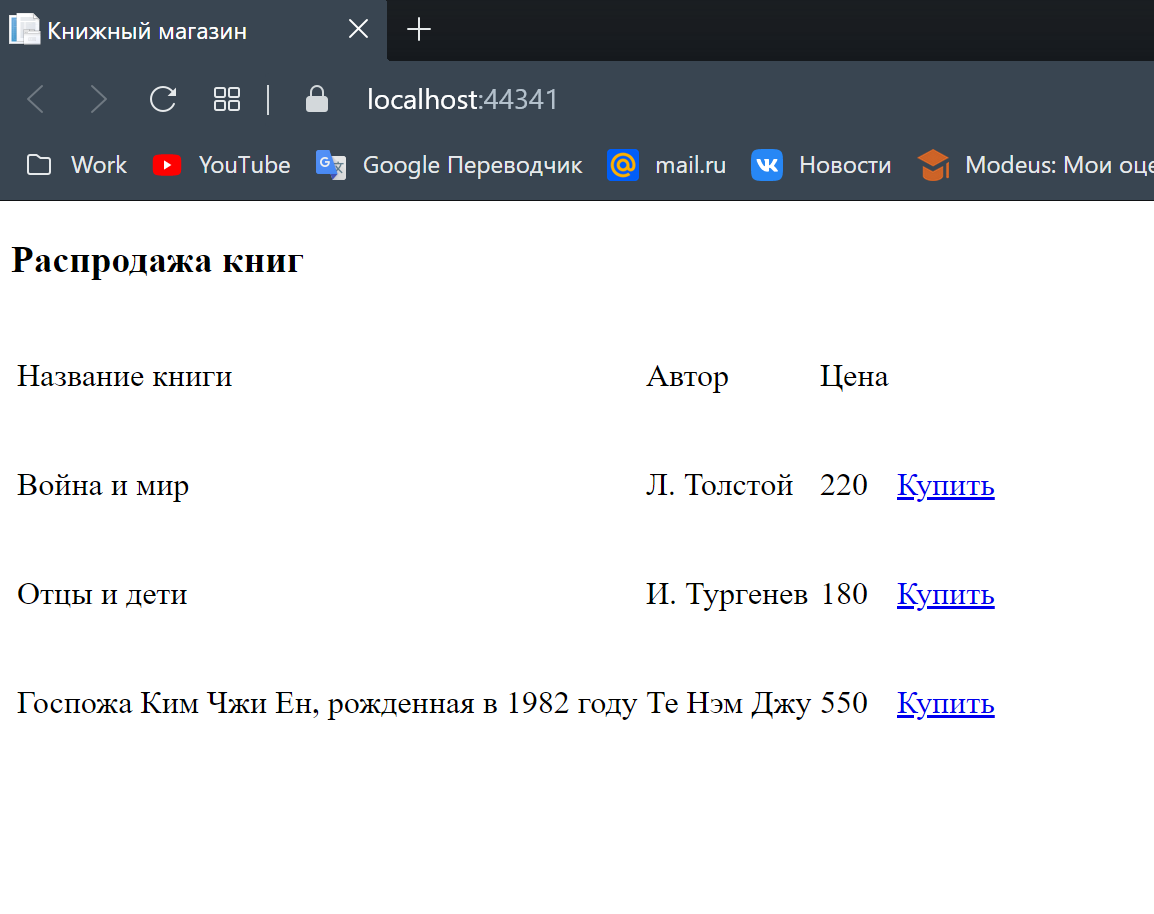 Книжный магазин
localhost:44341
Work YouTube Google Переводчик mail.ru Новости Modeus: Мои оце
Распродажа книг
Название книги Автор Цена
Война и мир Л. Толстой 220 Купить
Отцы и дети И. Тургенев 180 Купить
Госпожа Ким Чжи Ен, рожденная в 1982 году Те Нэм Джу 550 Купить